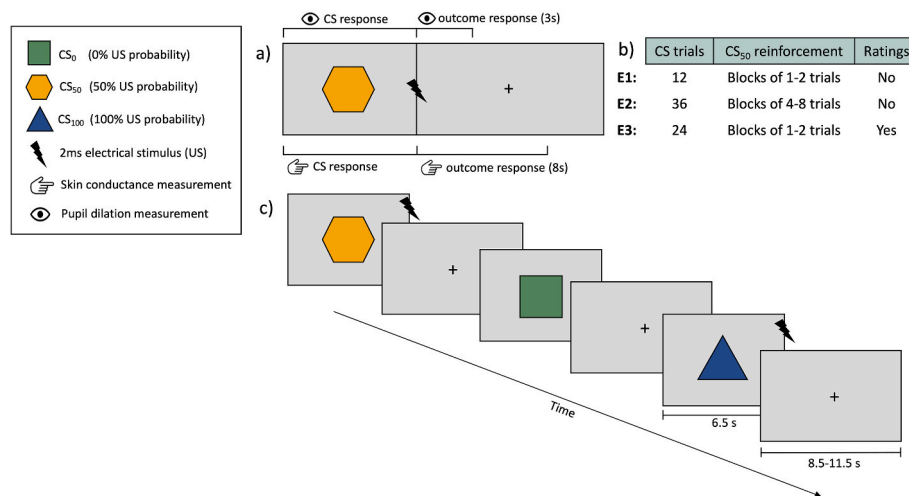 CS response
outcome response (3s)
a)
b)
CS trials CS50 reinforcement Ratings
E1: 12 Blocks of 1-2 trials No
E2: 36 Blocks of 4-8 trials No
E3: 24 Blocks of 1-2 trials Yes
CS0 (0% US probability)
CS50 (50% US probability)
CS100 (100% US probability)
2ms electrical stimulus (US)
Skin conductance measurement
Pupil dilation measurement
CS response
outcome response (8s)
c)
Time
6.5 s
8.5-11.5 s